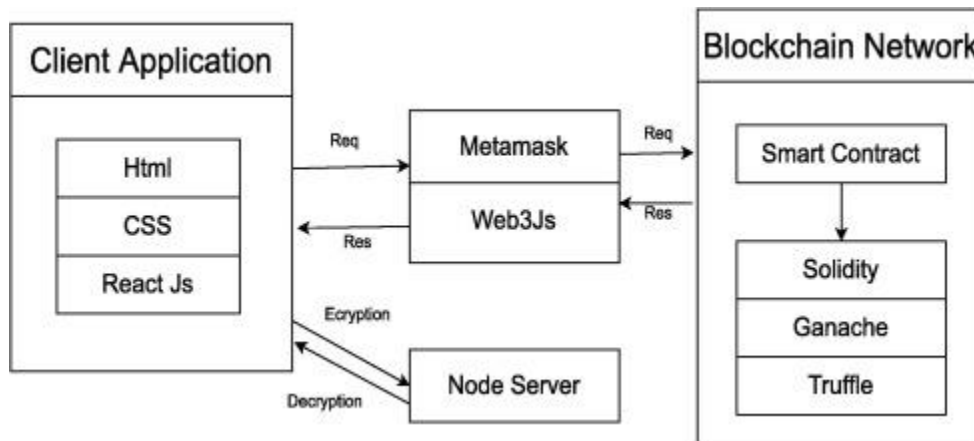 Client Application
Html
CSS
React Js
Req
Res
Metamask
Web3Js
Req
Res
Blockchain Network
Smart Contract
Solidity
Ganache
Truffle
Ecryption
Decryption
Node Server